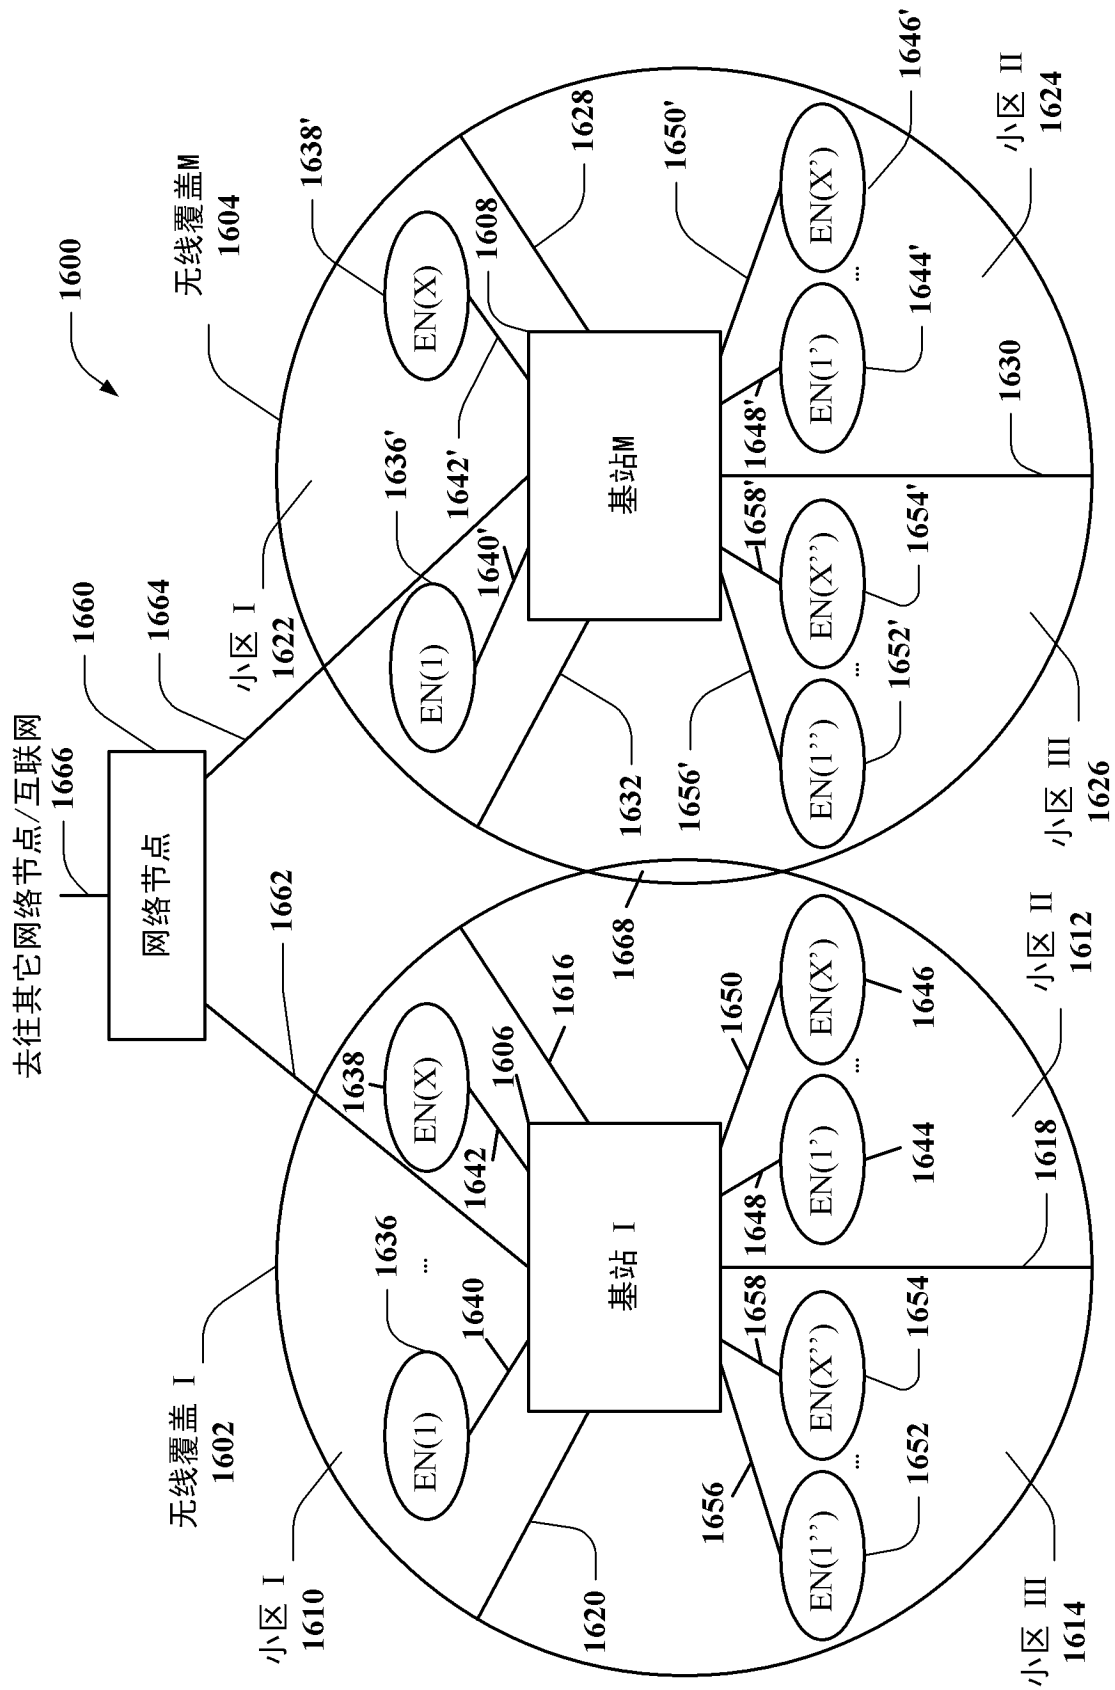 去往其它网络节点/互联网
1666
网络节点
1660
1600
1662
1664
无线覆盖 I
1602
无线覆盖M
1604
小区 I
1610
小区 I
1622
1636
...
1638
EN(1)
EN(X)
1640
1642
1606
1616
1620
基站 I
1636'
1638'
EN(1)
EN(X)
1640'
1642'
1608
1628
1632
基站M
1668
1656
1658
1648
1650
EN(1'')
...
EN(X'')
EN(1')
...
EN(X')
1652
1654
1644
1646
1618
小区 III
1614
小区 II
1612
1656'
1658'
1648'
1650'
EN(1'')
...
EN(X'')
EN(1')
...
EN(X')
1652'
1654'
1644'
1646'
1630
小区 III
1626
小区 II
1624